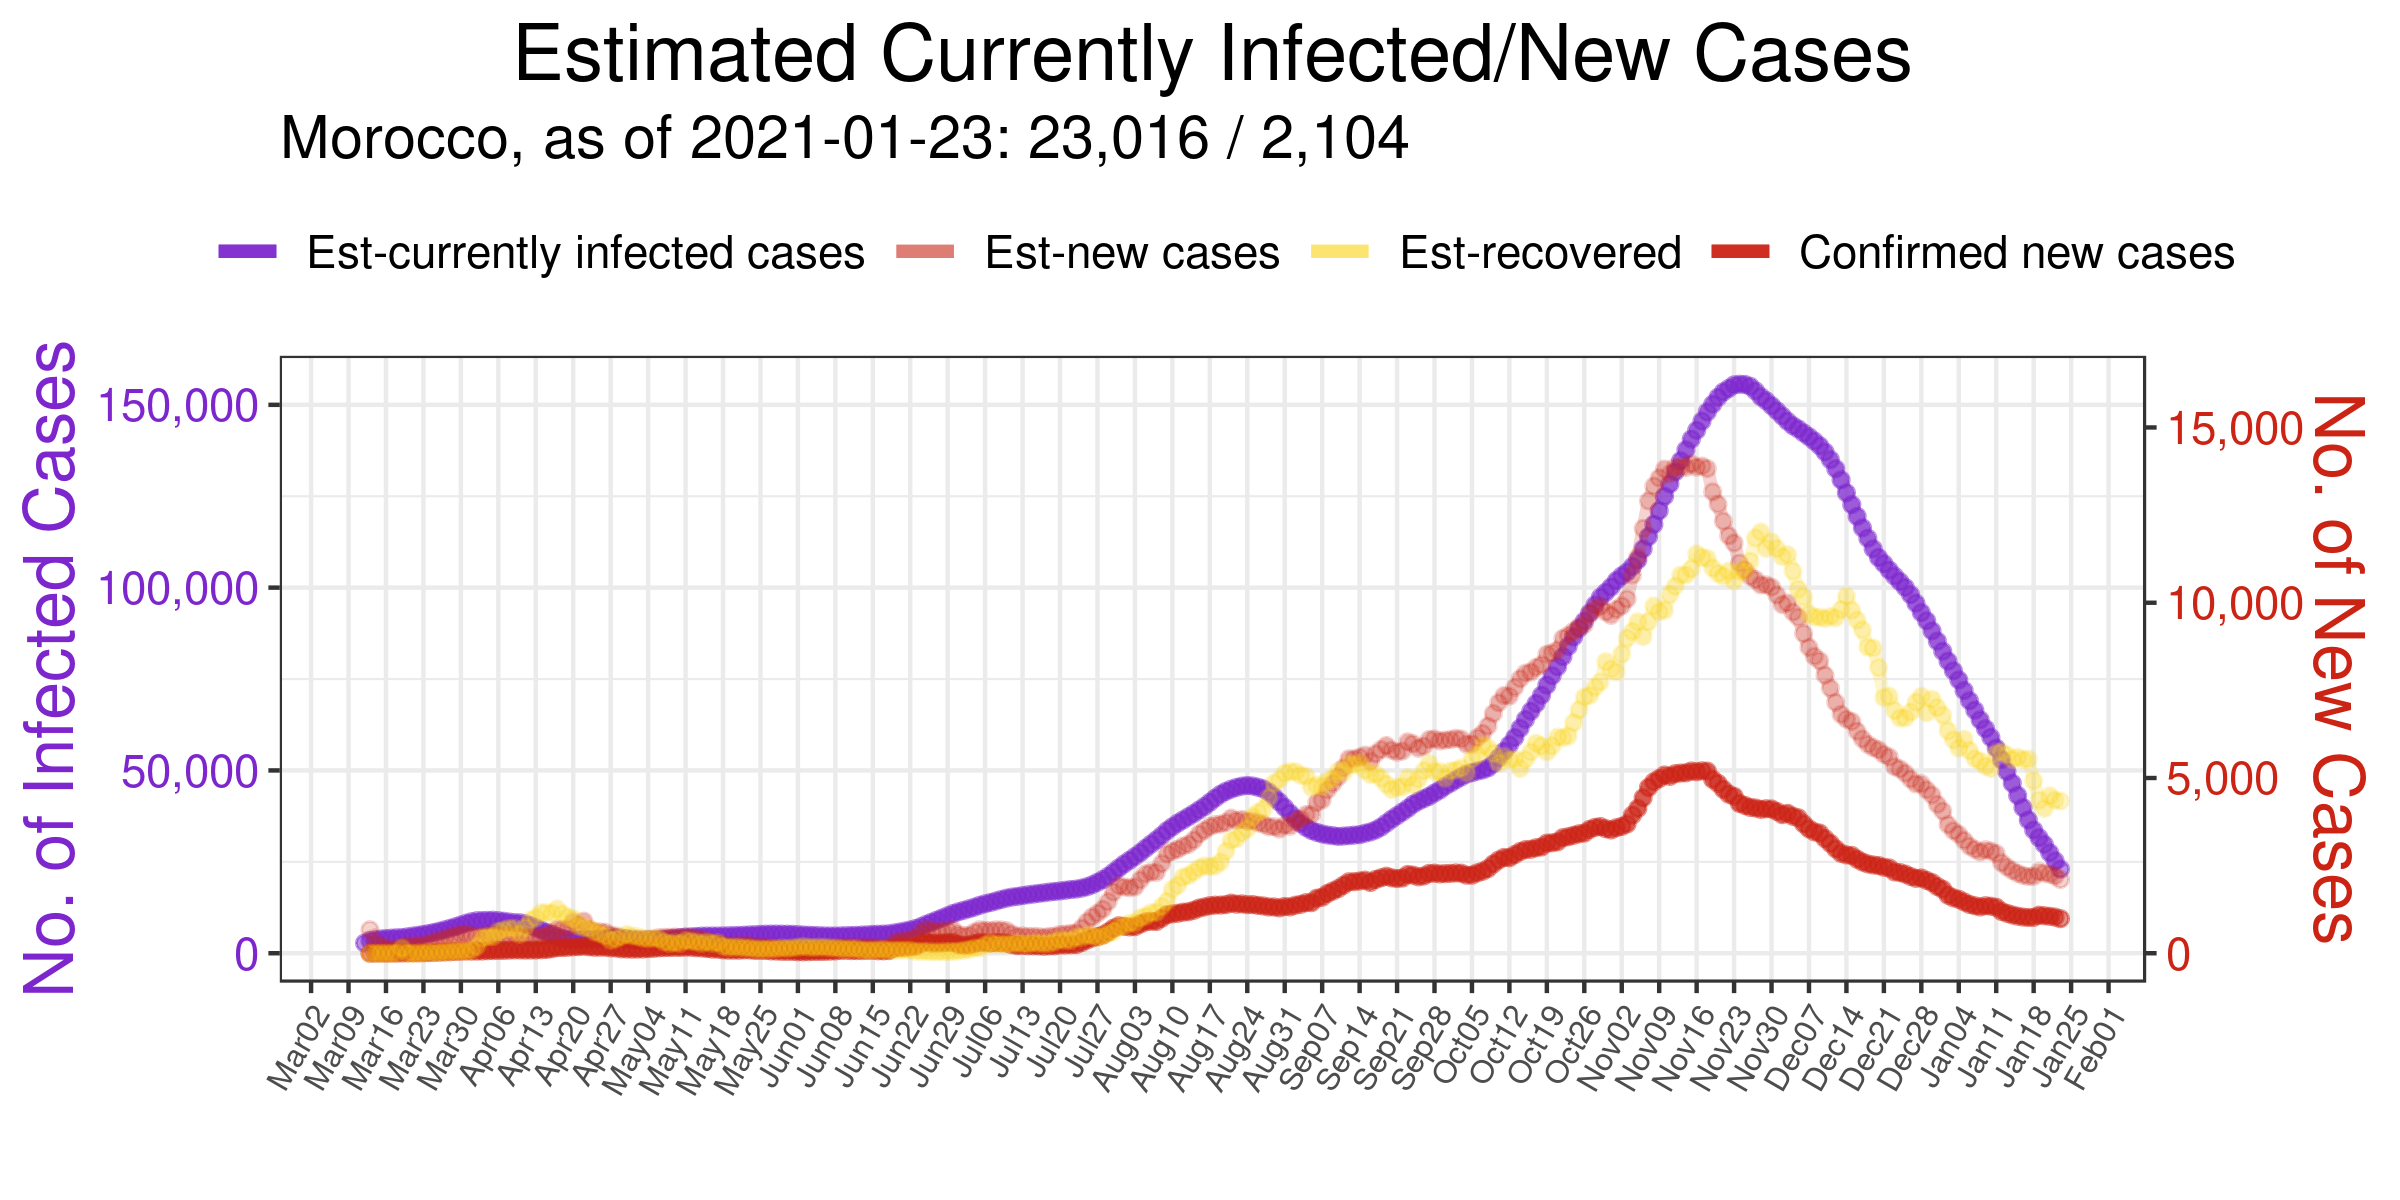 Estimated Currently Infected/New Cases
Morocco, as of 2021-01-23: 23,016 / 2,104
Est-currently infected cases Est-new cases Est-recovered Confirmed new cases
No. of Infected Cases
150,000
100,000
50,000
0
15,000
10,000
5,000
0
No. of New Cases
Mar02 Mar09 Mar16 Mar23 Mar30 Apr06 Apr13 Apr20 Apr27 May04 May11 May18 May25 Jun01 Jun08 Jun15 Jun22 Jun29 Jul06 Jul13 Jul20 Jul27 Aug03 Aug10 Aug17 Aug24 Aug31 Sep07 Sep14 Sep21 Sep28 Oct05 Oct12 Oct19 Oct26 Nov02 Nov09 Nov16 Nov23 Nov30 Dec07 Dec14 Dec21 Dec28 Jan04 Jan11 Jan18 Jan25 Feb01